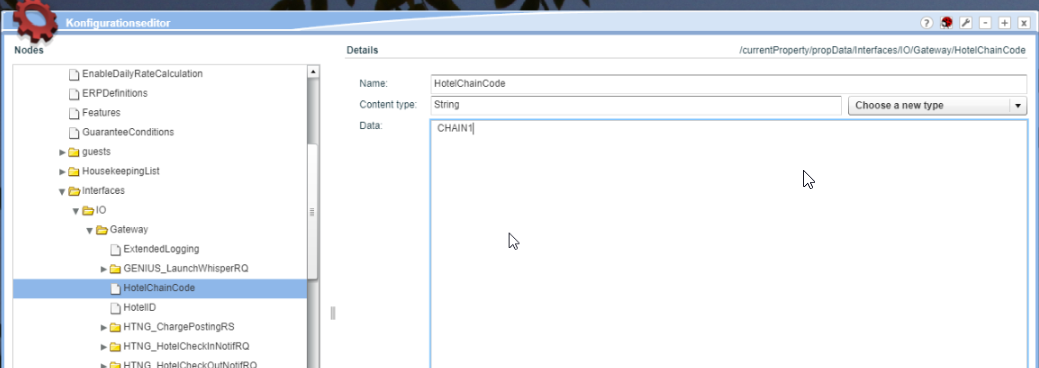 Konfigurationseditor
? - + x
Nodes
Details
/currentProperty/propData/Interfaces/IO/Gateway/HotelChainCode
EnableDailyRateCalculation
ERPDefinitions
Features
GuaranteeConditions
guests
HousekeepingList
Interfaces
IO
Gateway
ExtendedLogging
GENIUS_LaunchWhisperRQ
HotelChainCode
HotelID
HTNG_ChargePostingRS
HTNG_HotelCheckInNotifRQ
HTNG_HotelCheckOutNotifRQ
Name: HotelChainCode
Content type: String Choose a new type
Data: CHAIN1